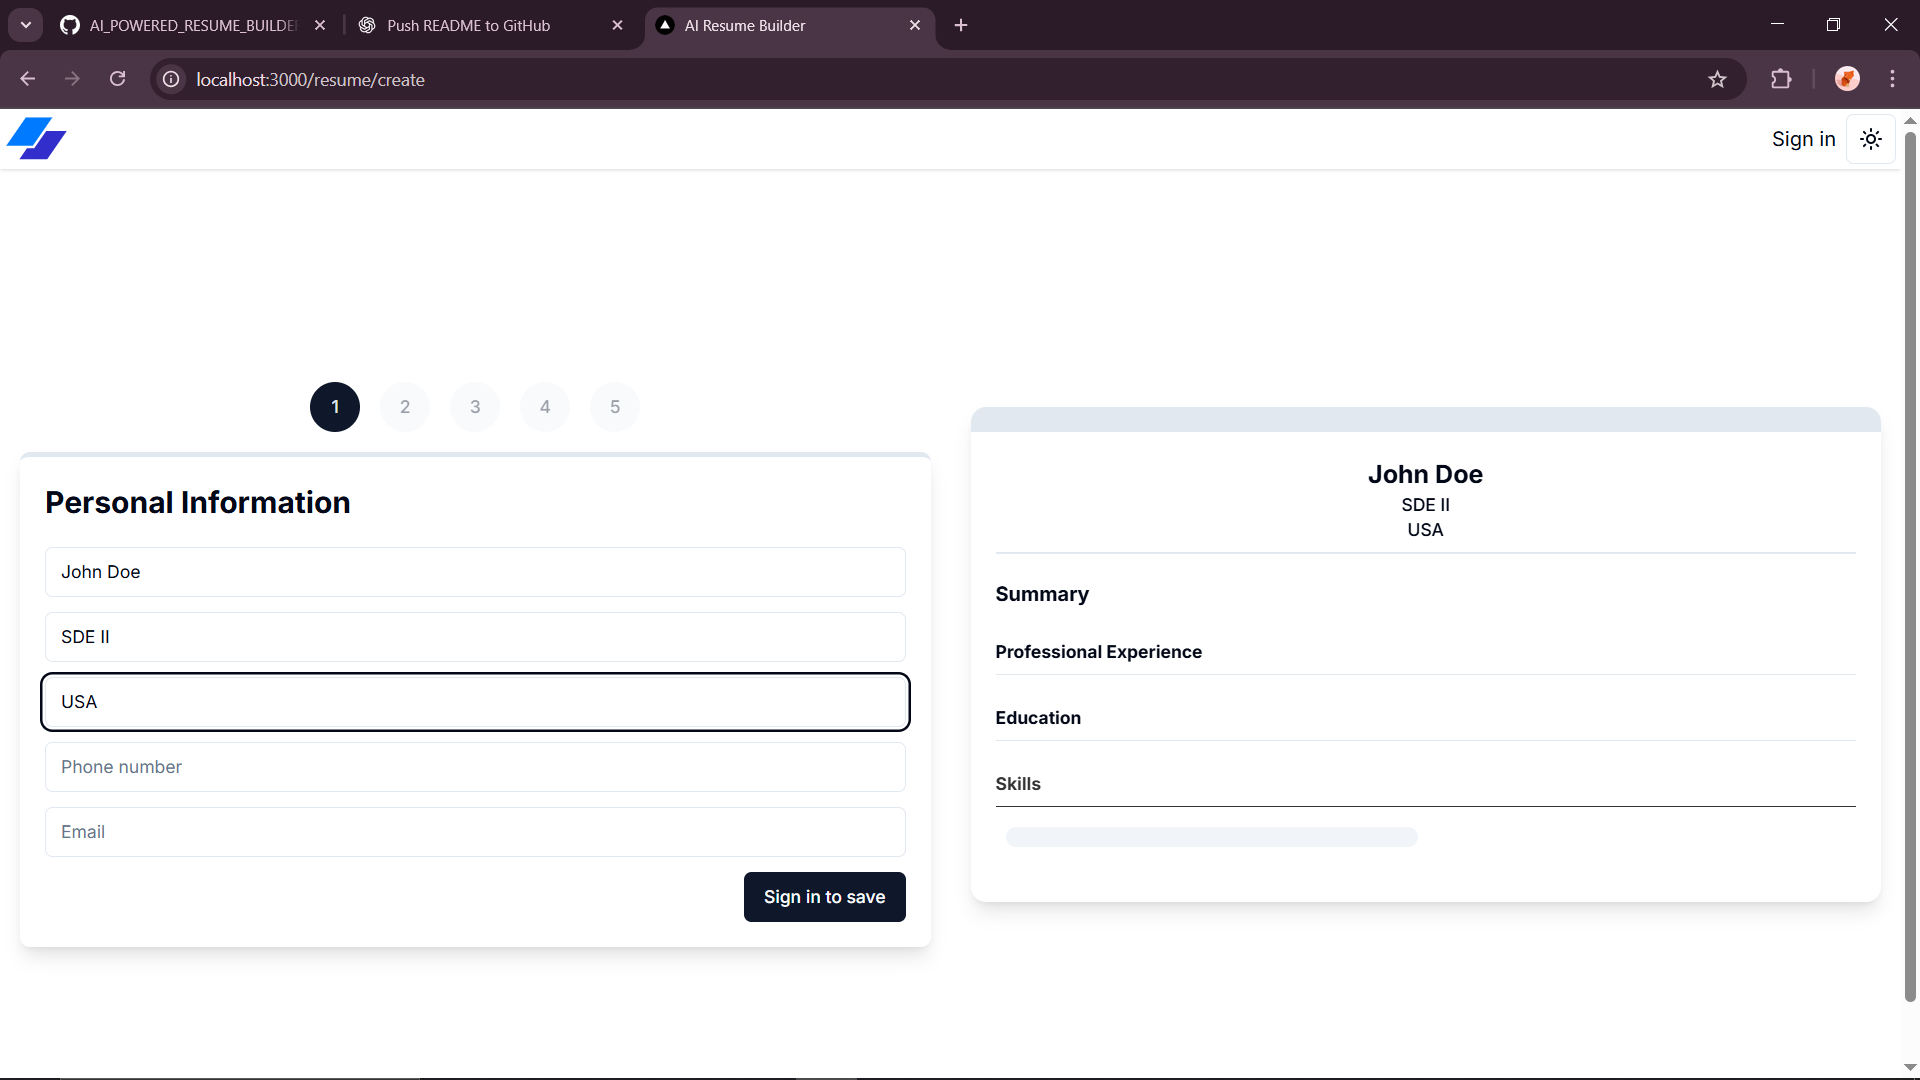 AI_POWERED_RESUME_BUILDER
Push README to GitHub
AI Resume Builder
localhost:3000/resume/create
Sign in
1 2 3 4 5
Personal Information
John Doe
SDE II
USA
Phone number
Email
Sign in to save
John Doe
SDE II
USA
Summary
Professional Experience
Education
Skills